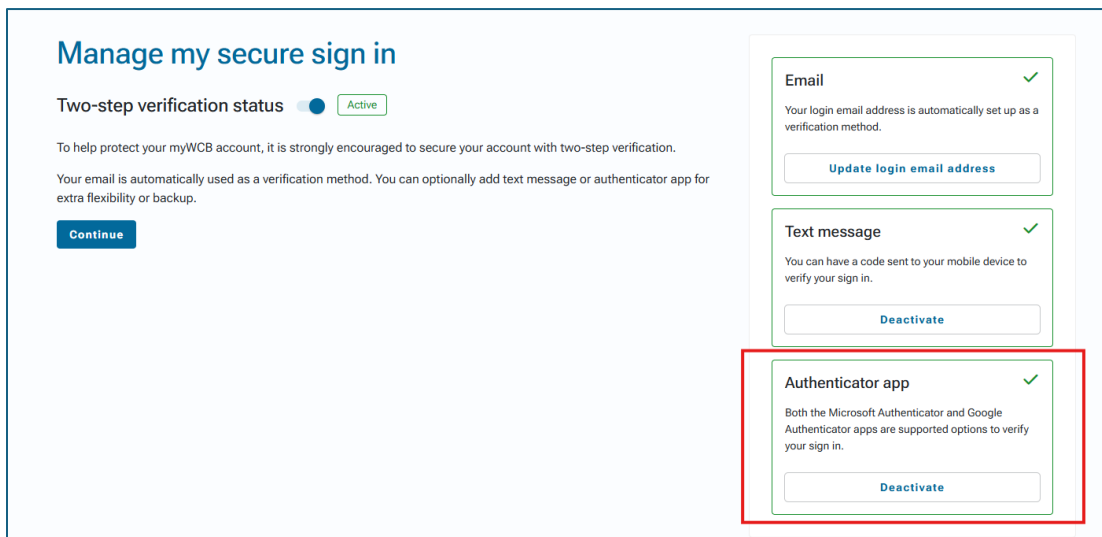 Manage my secure sign in
Two-step verification status Active
To help protect your myWCB account, it is strongly encouraged to secure your account with two-step verification.
Your email is automatically used as a verification method. You can optionally add text message or authenticator app for
extra flexibility or backup.
Continue
Email
Your login email address is automatically set up as a
verification method.
Update login email address
Text message
You can have a code sent to your mobile device to
verify your sign in.
Deactivate
Authenticator app
Both the Microsoft Authenticator and Google
Authenticator apps are supported options to verify
your sign in.
Deactivate